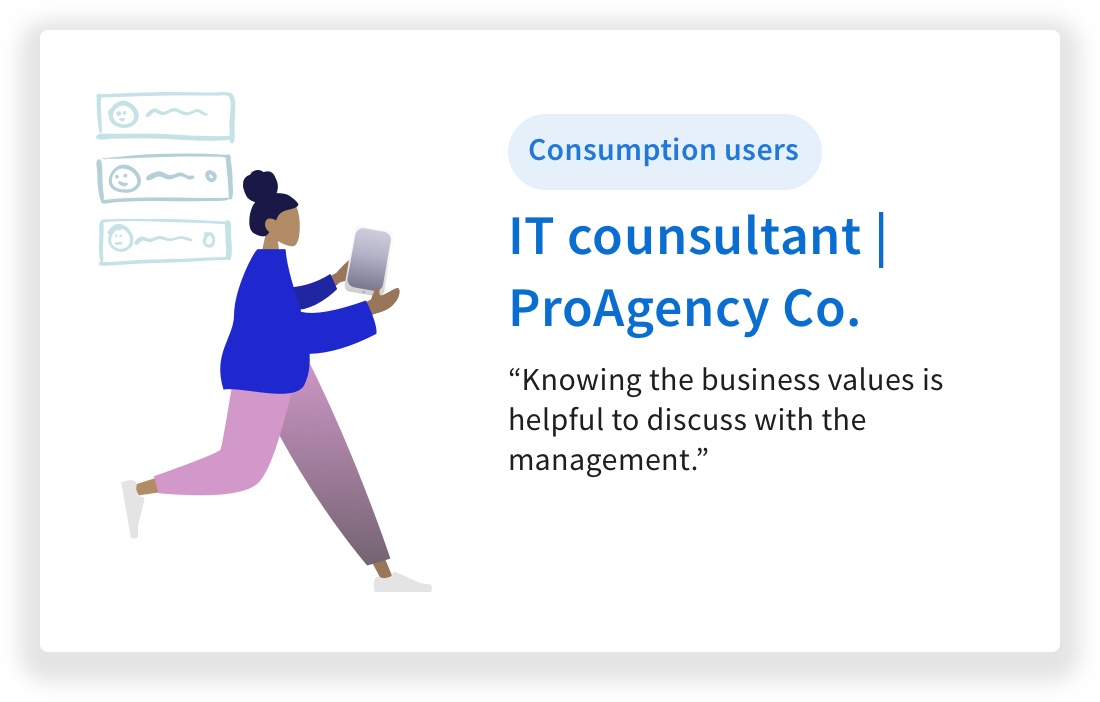 Consumption users
IT counsultant |
ProAgency Co.
“Knowing the business values is
helpful to discuss with the
management.”